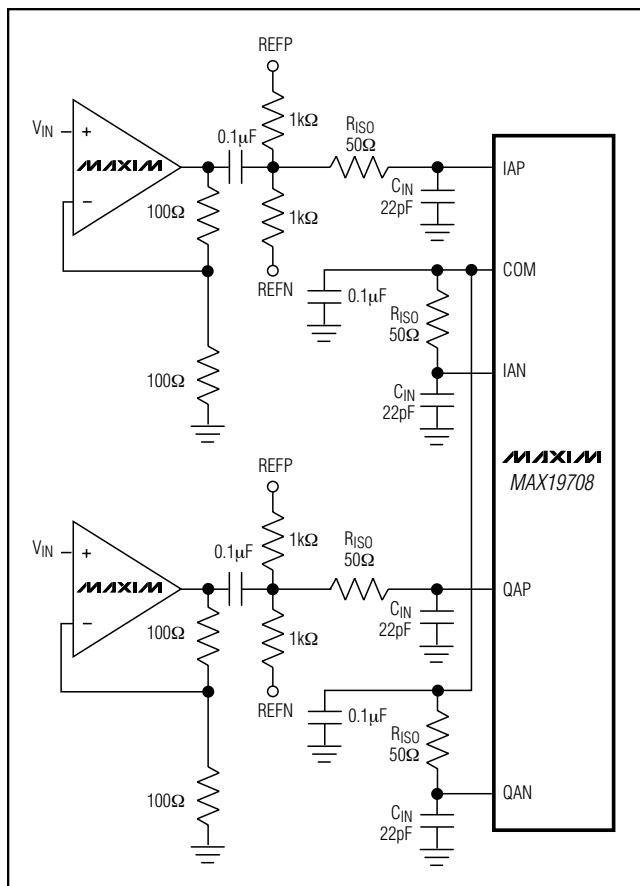 REFP
VIN
MAXIM
0.1μF
1kΩ
RISO
50Ω
IAP
100Ω
1kΩ
CIN
22pF
REFN
COM
0.1μF
RISO
50Ω
100Ω
IAN
CIN
22pF
MAXIM
MAX19708
REFP
VIN
MAXIM
0.1μF
1kΩ
RISO
50Ω
QAP
100Ω
1kΩ
CIN
22pF
REFN
0.1μF
RISO
50Ω
100Ω
QAN
CIN
22pF